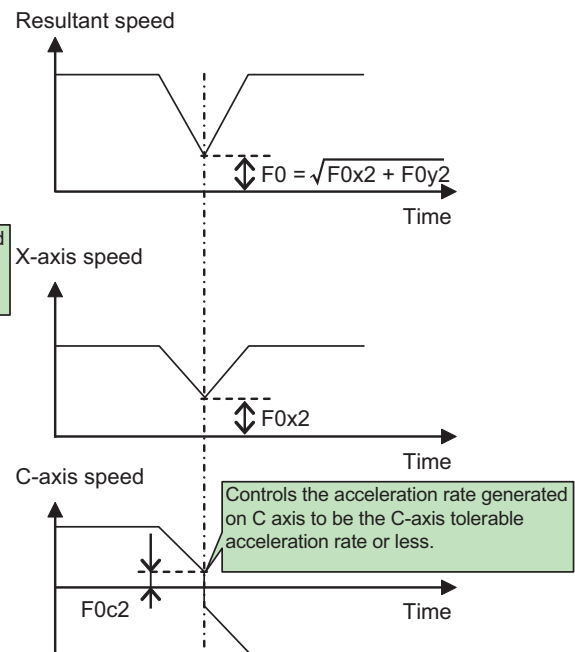 Resultant speed
F0 = √F0x2 + F0y2
Time
d
X-axis speed
F0x2
Time
C-axis speed
Controls the acceleration rate generated
on C axis to be the C-axis tolerable
acceleration rate or less.
F0c2
Time